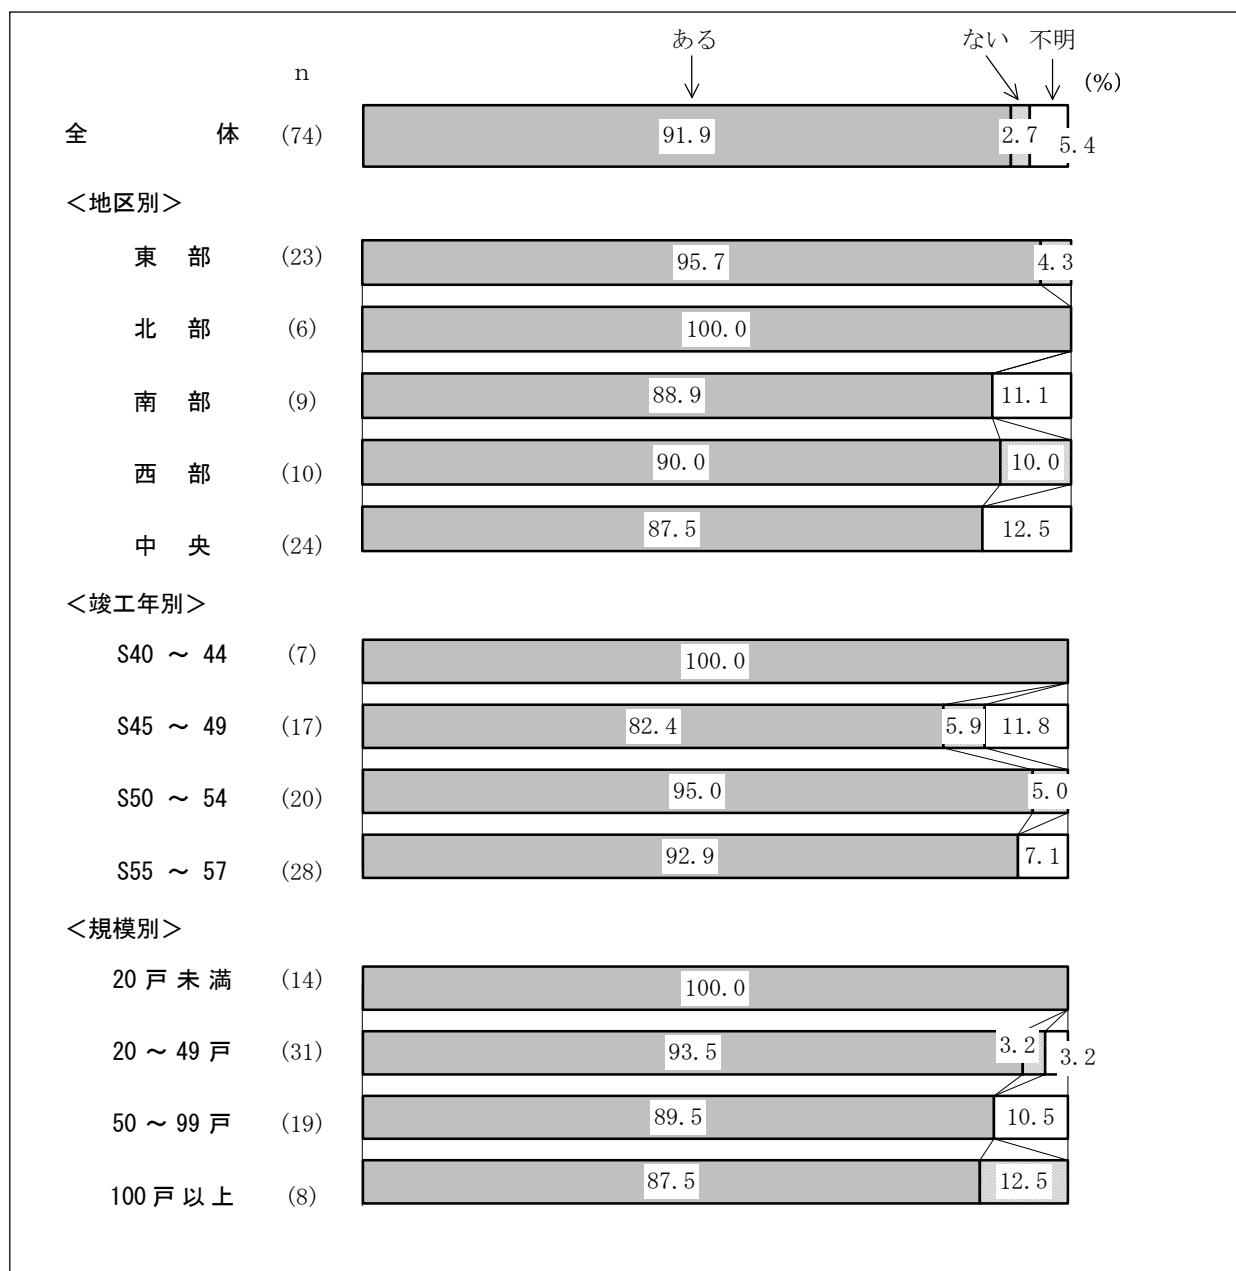 ある ない 不明
n (%)
全 体 (74) 91.9 2.7 5.4
＜地区別＞
東 部 (23) 95.7 4.3
北 部 (6) 100.0
南 部 (9) 88.9 11.1
西 部 (10) 90.0 10.0
中 央 (24) 87.5 12.5
＜竣工年別＞
S40 ～ 44 (7) 100.0
S45 ～ 49 (17) 82.4 5.9 11.8
S50 ～ 54 (20) 95.0 5.0
S55 ～ 57 (28) 92.9 7.1
＜規模別＞
20 戸 未 満 (14) 100.0
20 ～ 49 戸 (31) 93.5 3.2 3.2
50 ～ 99 戸 (19) 89.5 10.5
100 戸 以 上 (8) 87.5 12.5